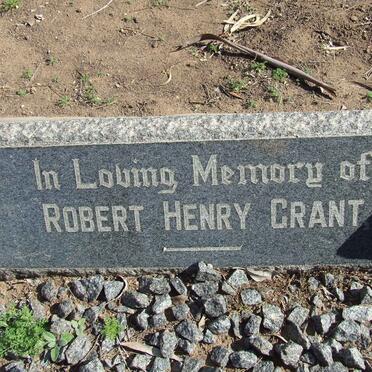 In Loving Memory of
ROBERT HENRY GRANT